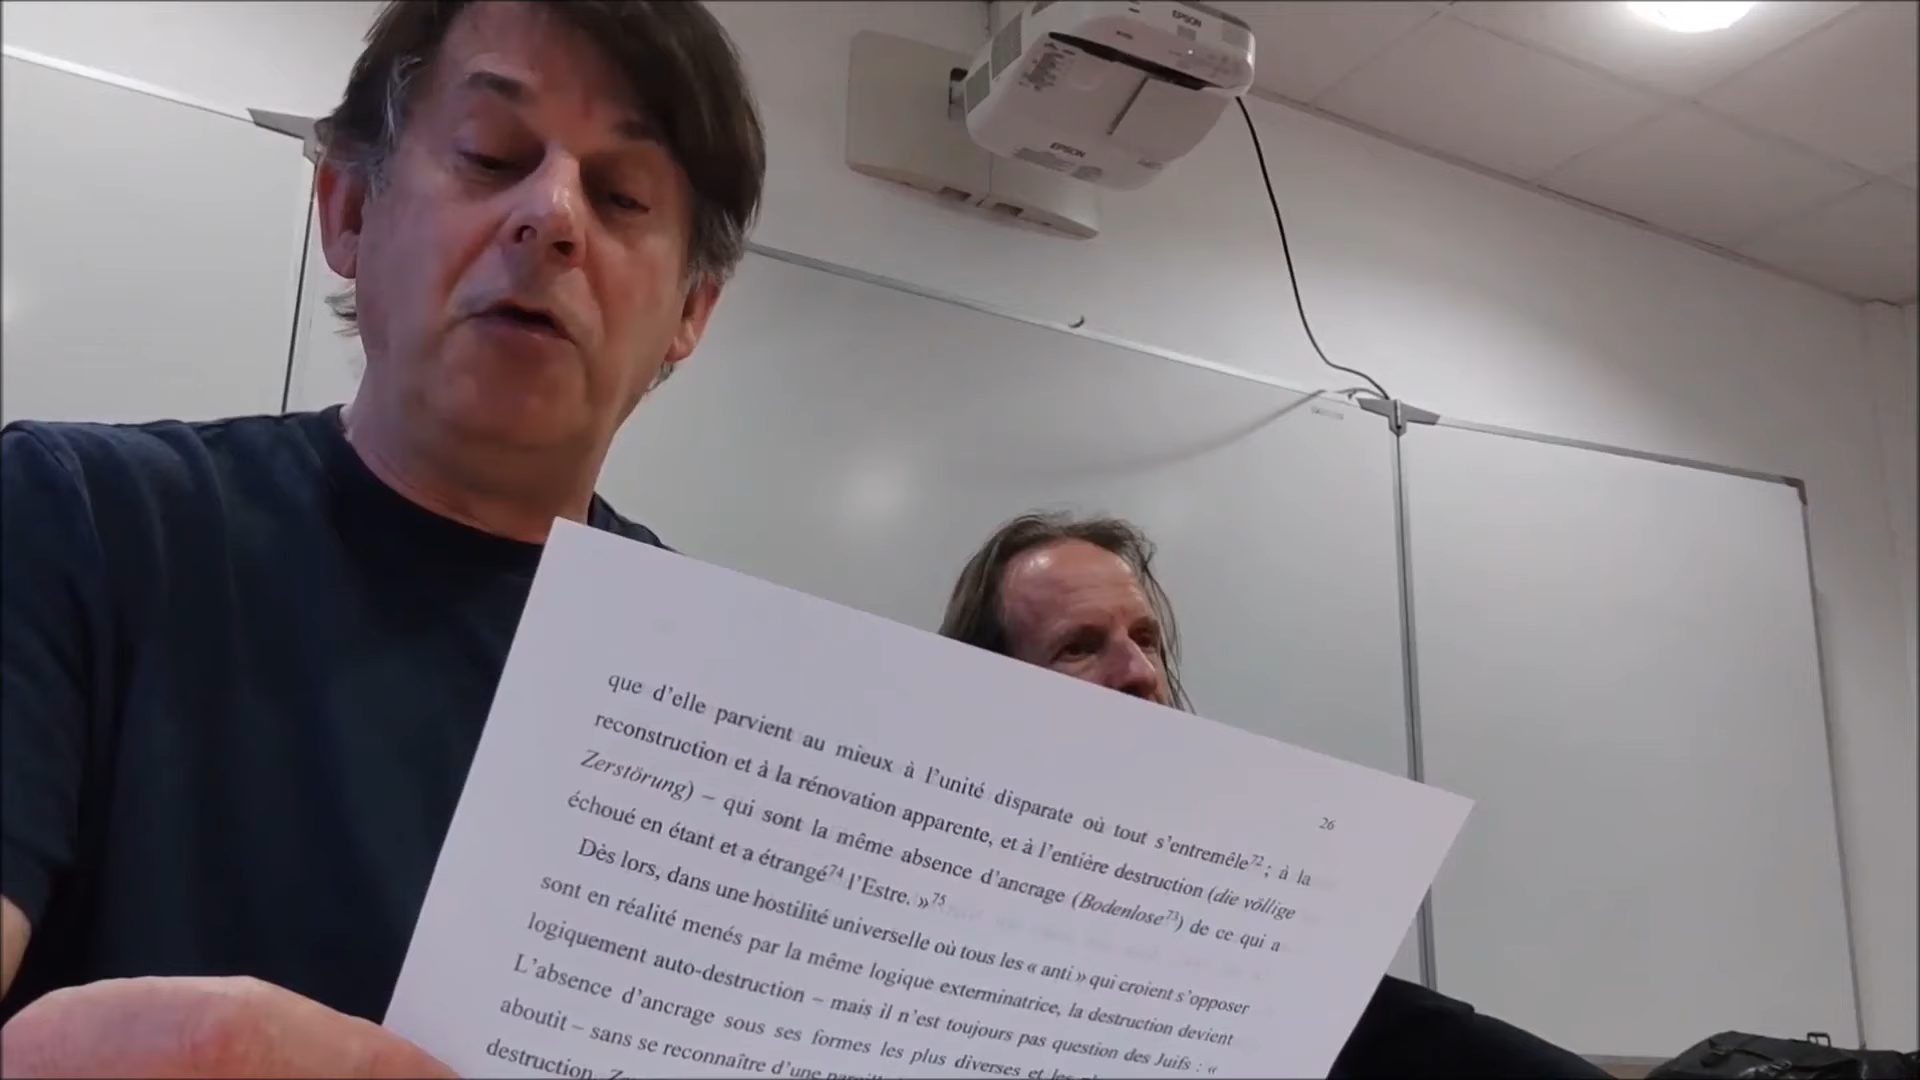 EPSON
EPSON
26
que d'elle parvient au mieux à l'unité disparate où tout s'entremêle⁷² ; à la
reconstruction et à la rénovation apparente, et à l'entière destruction (die völlige
Zerstörung) – qui sont la même absence d'ancrage (Bodenlose⁷³) de ce qui a
échoué en étant et a étrangé⁷⁴ l'Estre. »⁷⁵
Dès lors, dans une hostilité universelle où tous les « anti » qui croient s'opposer
sont en réalité menés par la même logique exterminatrice, la destruction devient
logiquement auto-destruction – mais il n'est toujours pas question des Juifs : «
L'absence d'ancrage sous ses formes les plus diverses et les
aboutit – sans se reconnaître d'une
destruction.